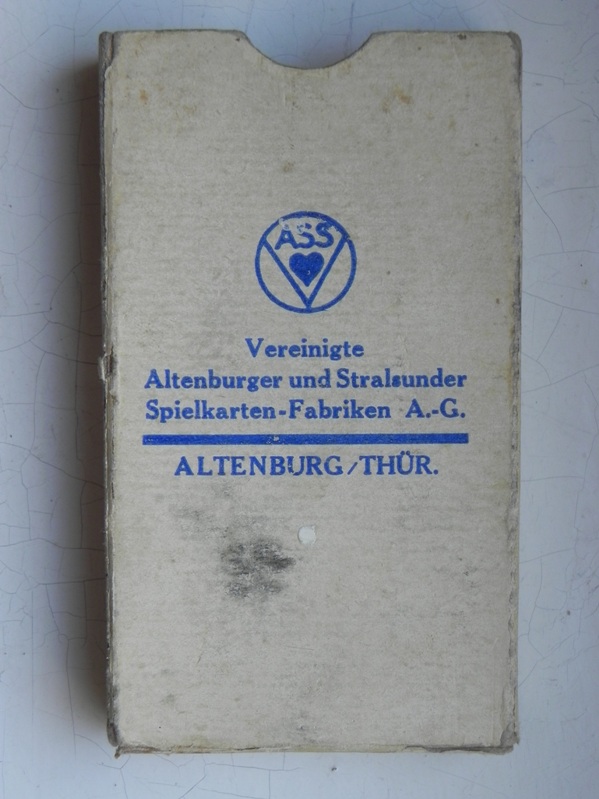 ASS
Vereinigte
Altenburger und Stralsunder
Spielkarten-Fabriken A.-G.
ALTENBURG/THÜR.